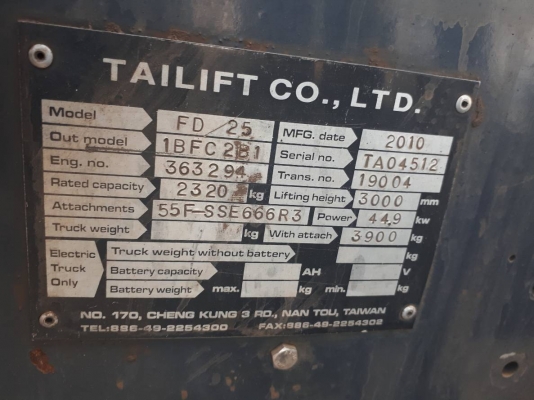 TAILIFT CO., LTD.
Model FD/25 MFG. date 2010
Out model 1BFC2B1 Serial no. TA04512
Eng. no. 363294 Trans. no. 19004
Rated capacity 2320 kg Lifting height 3000 mm
Attachments 55F-SSE666R3 Power 44.9 kw
Truck weight kg With attach 3900 kg
Electric Truck Only
Truck weight without battery kg
Battery capacity AH V
Battery weight max. kg min. kg
NO. 170, CHENG KUNG 3 RD., NAN TOU, TAIWAN
TEL:886-49-2254300 FAX:886-49-2254302